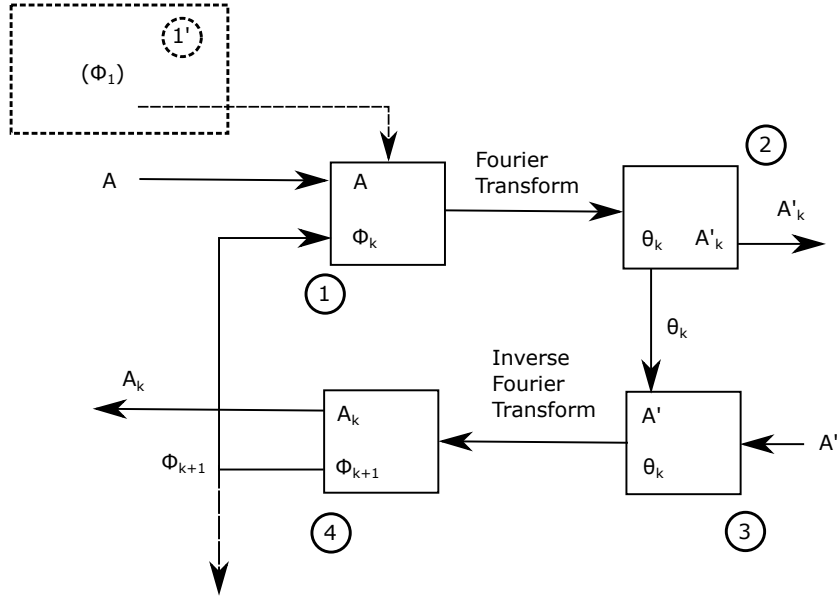 1'
(Φ₁)
2
Fourier
Transform
A
A
A'ₖ
Φₖ
θₖ
A'ₖ
1
θₖ
Inverse
Fourier
Transform
Aₖ
Aₖ
A'
A'
Φₖ₊₁
Φₖ₊₁
θₖ
4
3